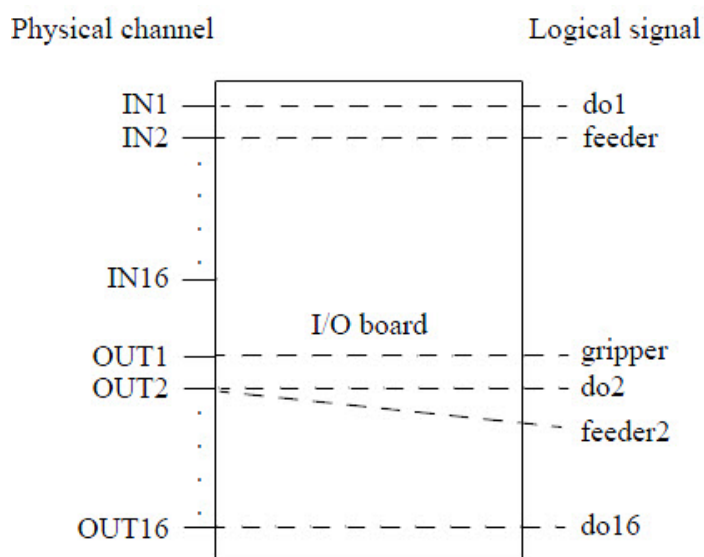 Physical channel Logical signal
IN1 do1
IN2 feeder
IN16
I/O board
OUT1 gripper
OUT2 do2
feeder2
OUT16 do16